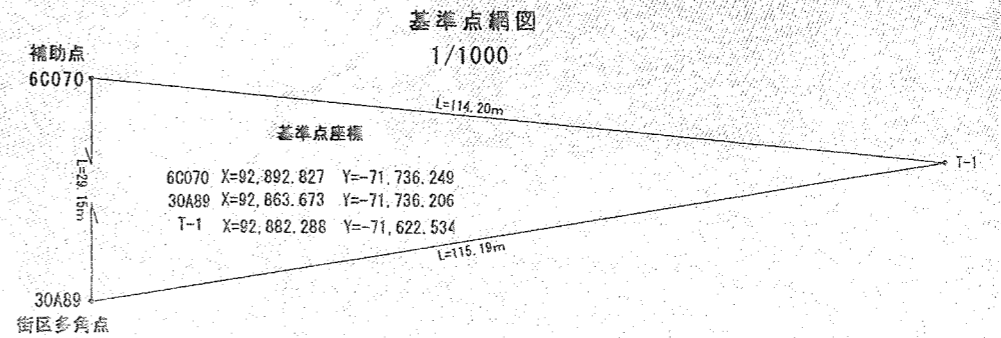 基準点網図
1/1000
補助点
6C070
L=114.20m
基準点座標
T-1
L=29.15m
6C070 X=92,892.827 Y=-71,736.249
30A89 X=92,863.673 Y=-71,736.206
T-1 X=92,882.288 Y=-71,622.534
L=115.19m
30A89
街区多角点